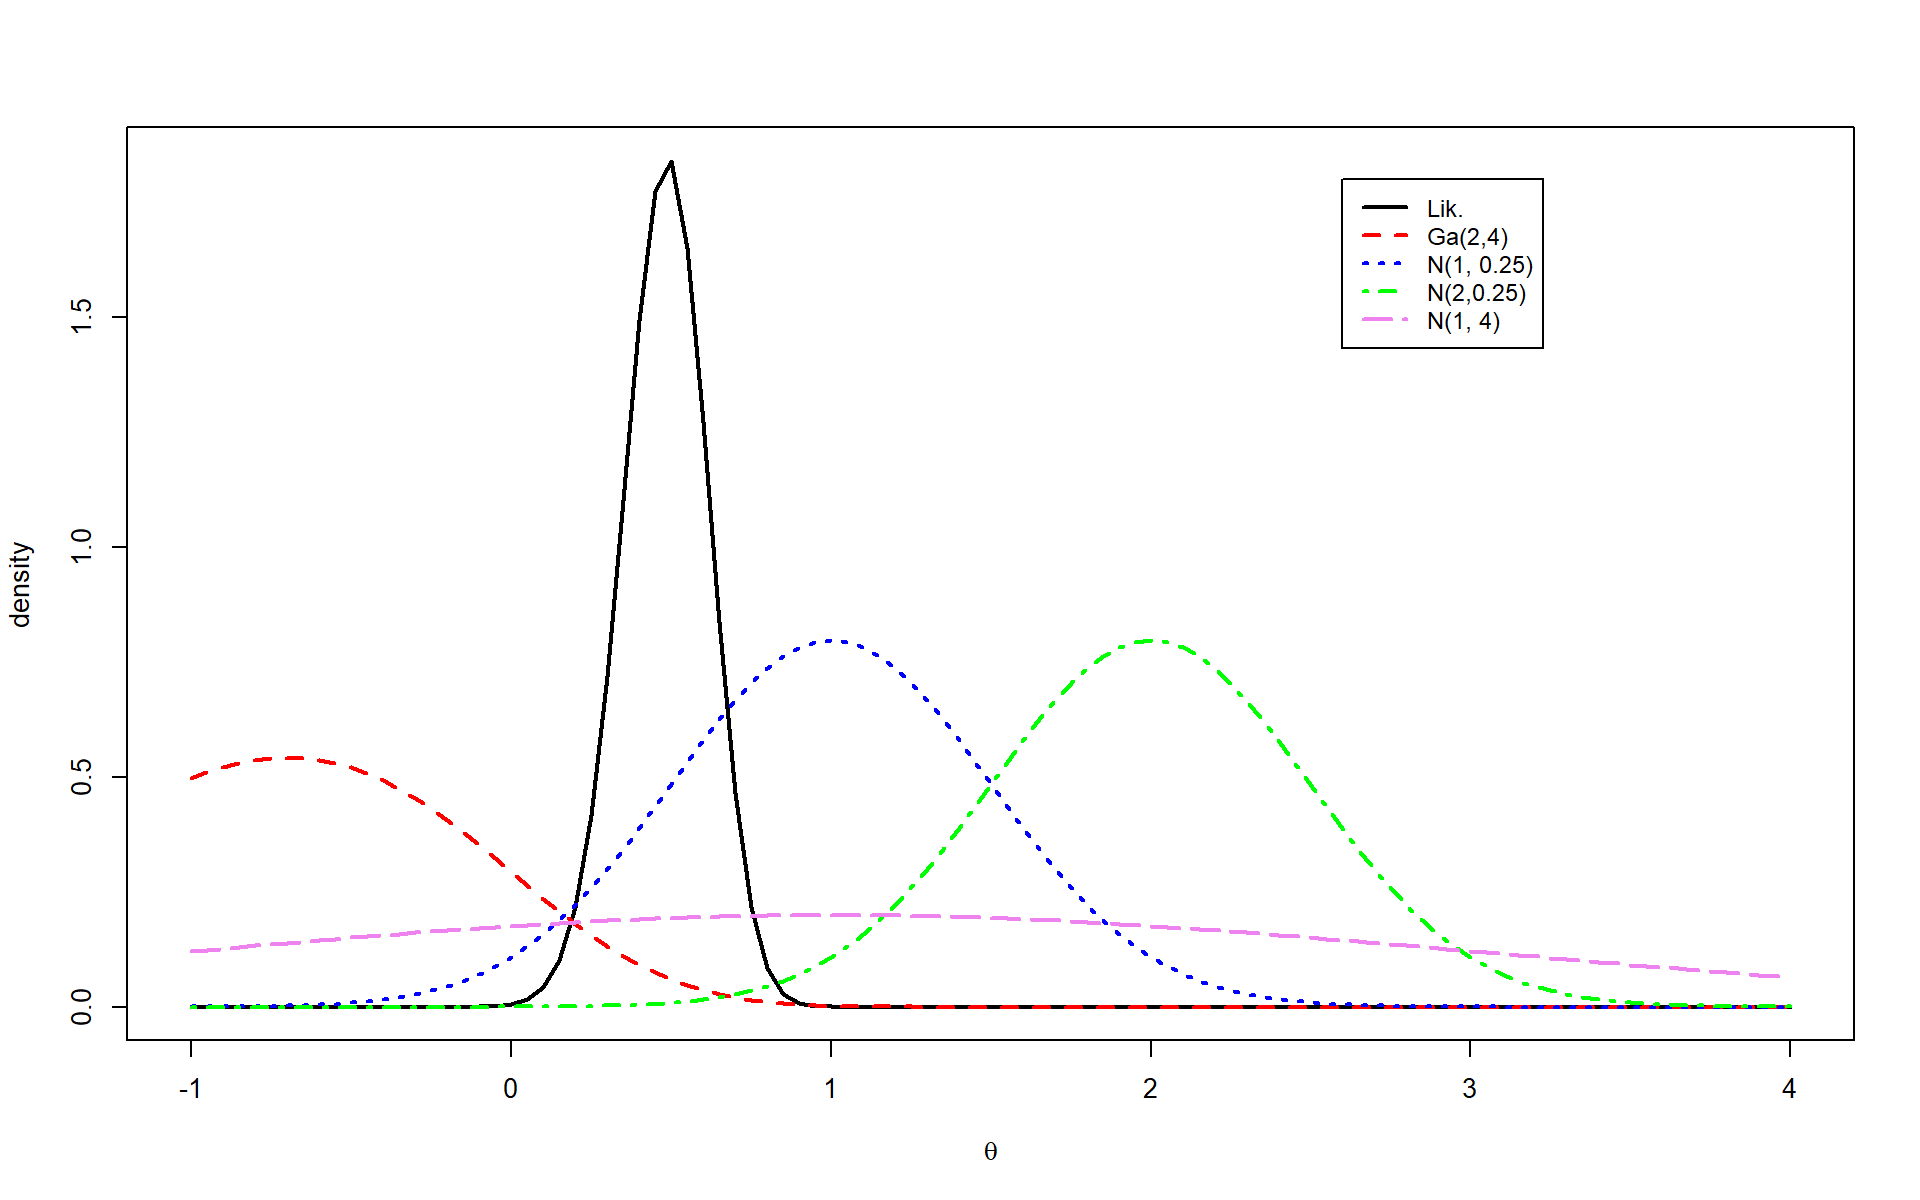 Lik.
Ga(2,4)
N(1, 0.25)
N(2,0.25)
N(1, 4)
density
0.0
0.5
1.0
1.5
-1
0
1
2
3
4
θ